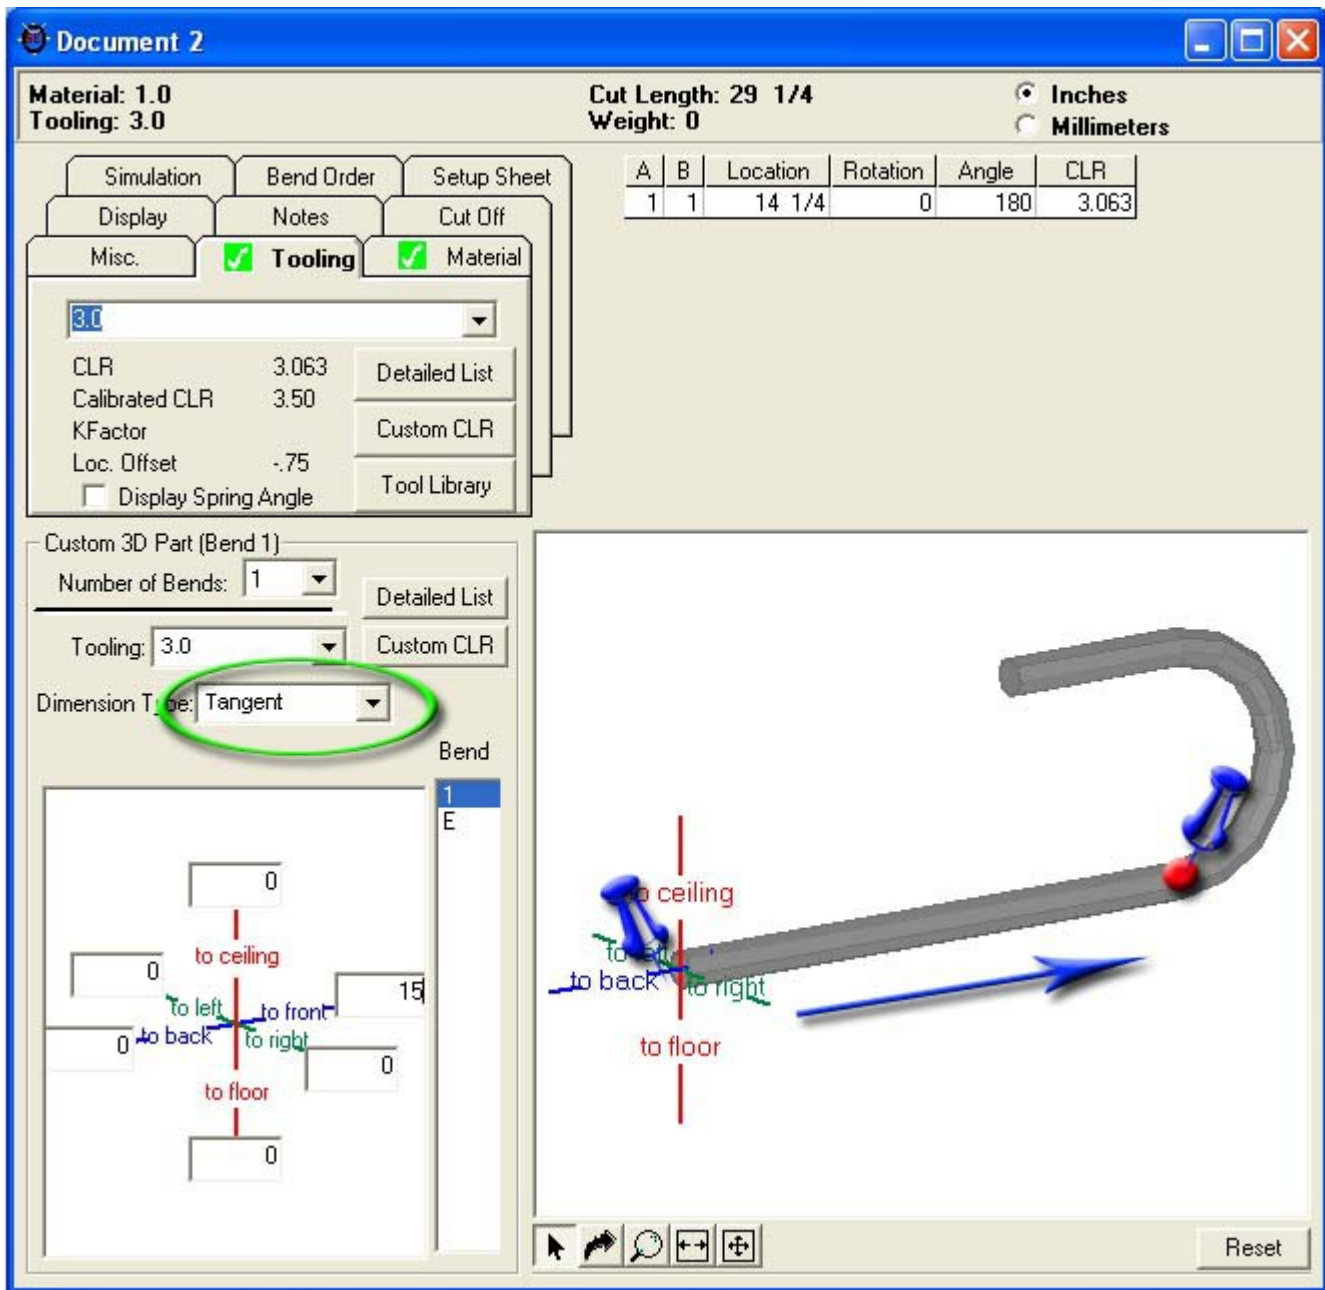 Document 2
Material: 1.0
Tooling: 3.0
Cut Length: 29 1/4
Weight: 0
Inches
Millimeters
Simulation Bend Order Setup Sheet
Display Notes Cut Off
Misc. Tooling Material
3.0
CLR 3.063
Calibrated CLR 3.50
KFactor
Loc. Offset -.75
Display Spring Angle
Detailed List
Custom CLR
Tool Library
A B Location Rotation Angle CLR
1 1 14 1/4 0 180 3.063
Custom 3D Part (Bend 1)
Number of Bends: 1
Detailed List
Tooling: 3.0
Custom CLR
Dimension Type: Tangent
Bend
1
E
0
to ceiling
0
15
to left
to front
0
to back
to right
0
to floor
0
to ceiling
to left
to back
to right
to floor
Reset